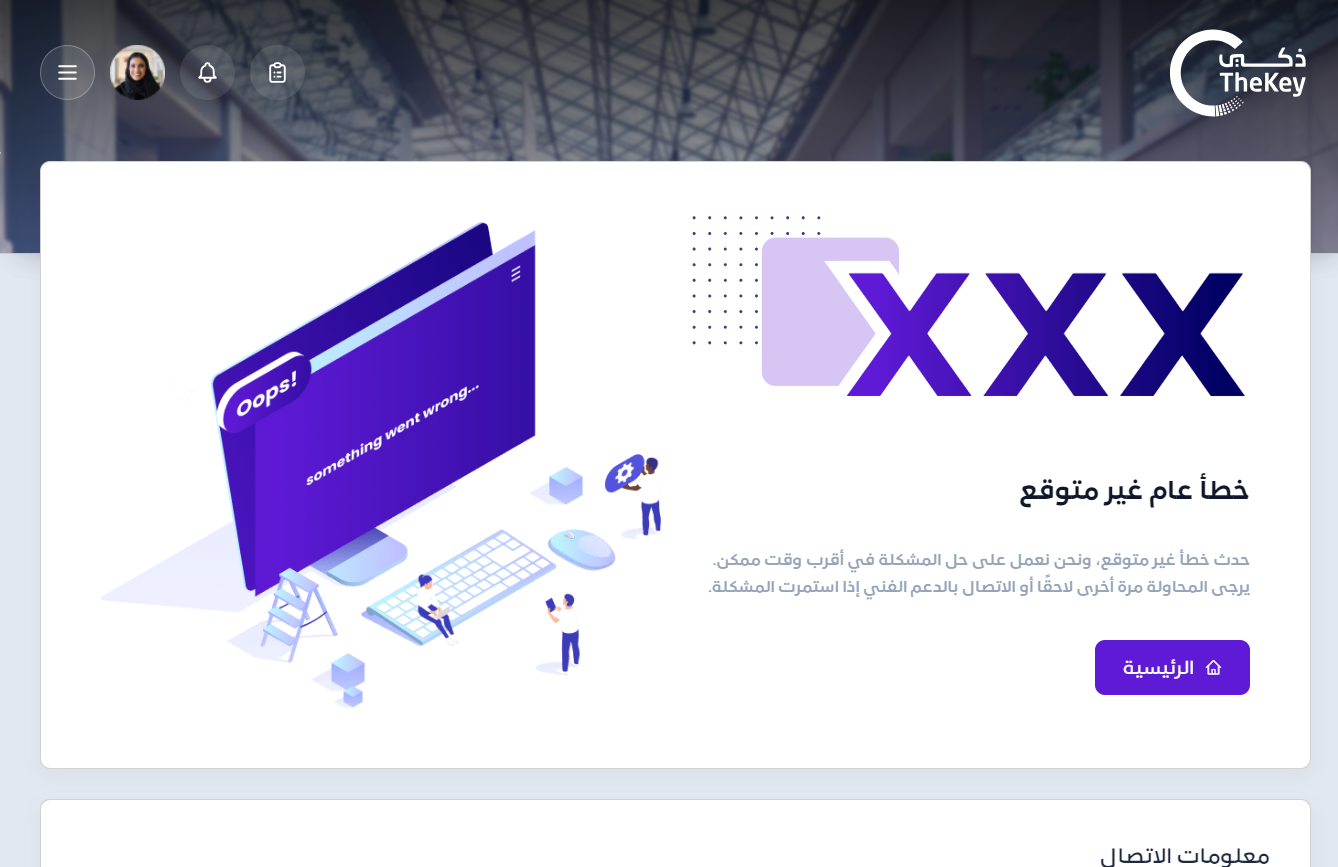 ذكي
TheKey
XXX
خطأ عام غير متوقع
حدث خطأ غير متوقع، ونحن نعمل على حل المشكلة في أقرب وقت ممكن.
يرجى المحاولة مرة أخرى لاحقًا أو الاتصال بالدعم الفني إذا استمرت المشكلة.
الرئيسية
Oops!
something went wrong...
معلومات الاتصال